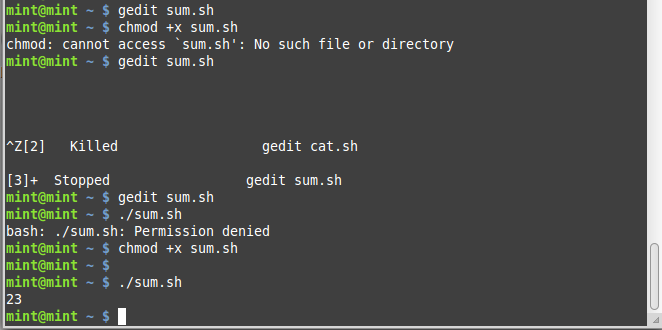 mint@mint ~ $ gedit sum.sh
mint@mint ~ $ chmod +x sum.sh
chmod: cannot access `sum.sh': No such file or directory
mint@mint ~ $ gedit sum.sh
^Z[2]   Killed                  gedit cat.sh
[3]+  Stopped                 gedit sum.sh
mint@mint ~ $ gedit sum.sh
mint@mint ~ $ ./sum.sh
bash: ./sum.sh: Permission denied
mint@mint ~ $ chmod +x sum.sh
mint@mint ~ $
mint@mint ~ $ ./sum.sh
23
mint@mint ~ $